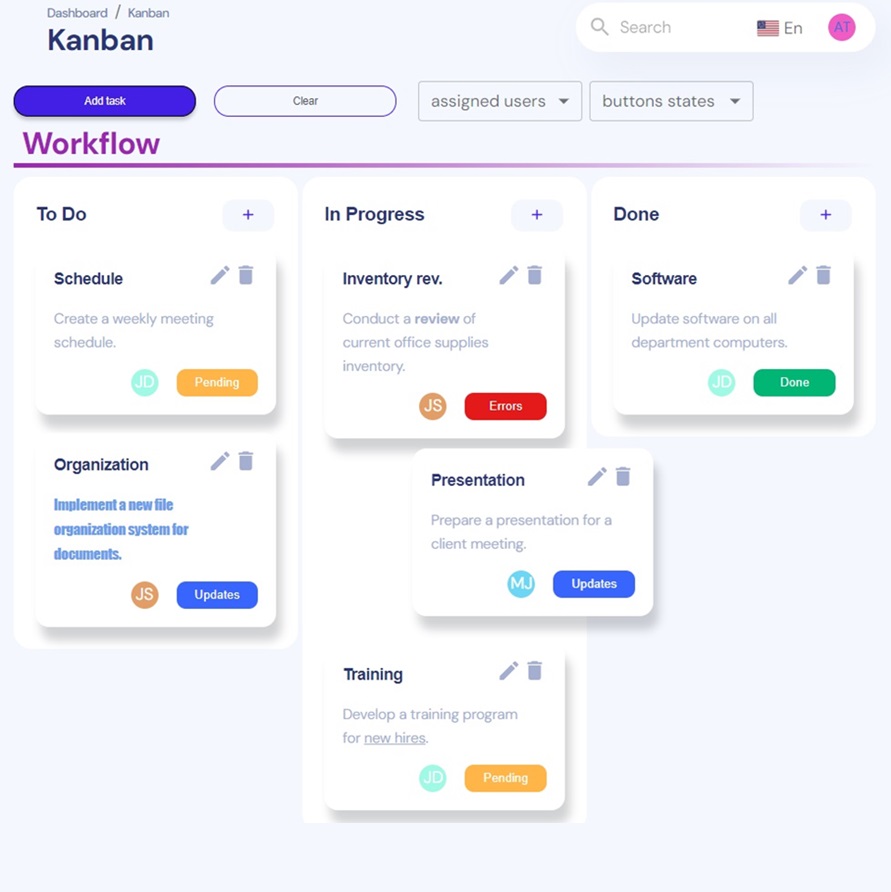 Dashboard / Kanban
Kanban
Search
En
AT
Add task
Clear
assigned users
buttons states
Workflow
To Do
+
Schedule
Create a weekly meeting
schedule.
JD
Pending
Organization
Implement a new file
organization system for
documents.
JS
Updates
In Progress
+
Inventory rev.
Conduct a review of
current office supplies
inventory.
JS
Errors
Presentation
Prepare a presentation for a
client meeting.
MJ
Updates
Training
Develop a training program
for new hires.
JD
Pending
Done
+
Software
Update software on all
department computers.
JD
Done